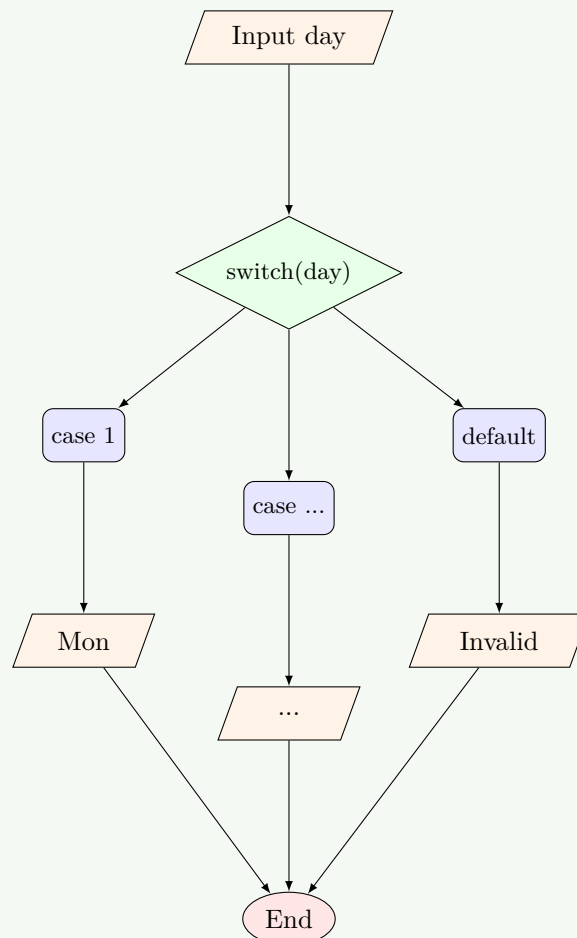 Input day
switch(day)
case 1
default
case ...
Mon
Invalid
...
End